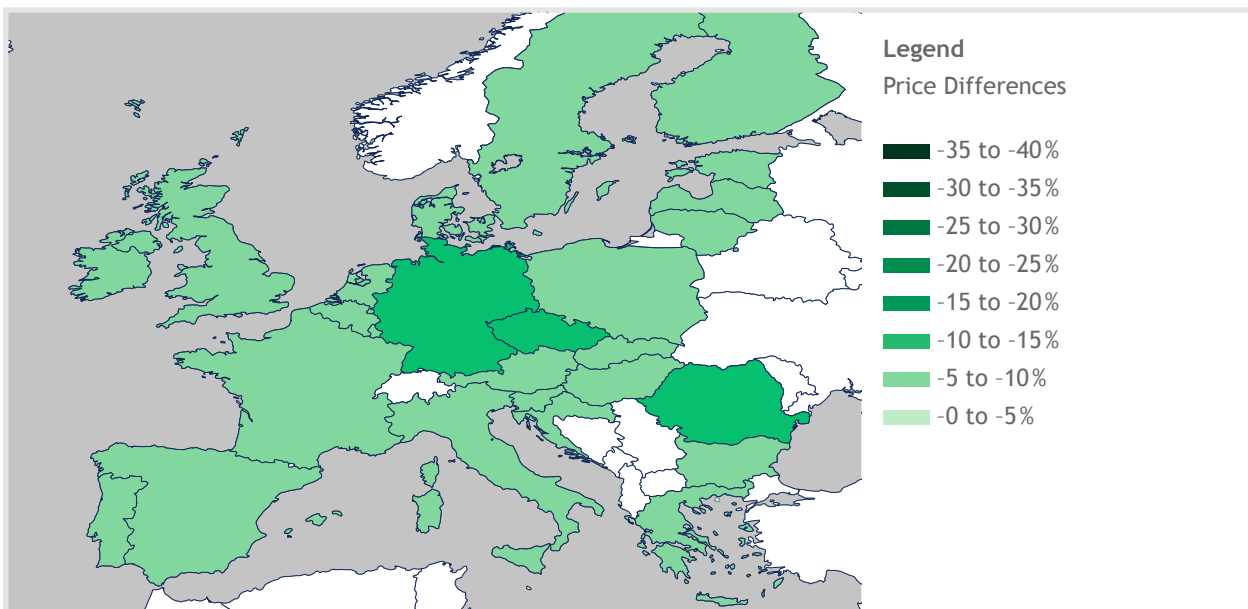 Legend
Price Differences
-35 to -40%
-30 to -35%
-25 to -30%
-20 to -25%
-15 to -20%
-10 to -15%
-5 to -10%
-0 to -5%